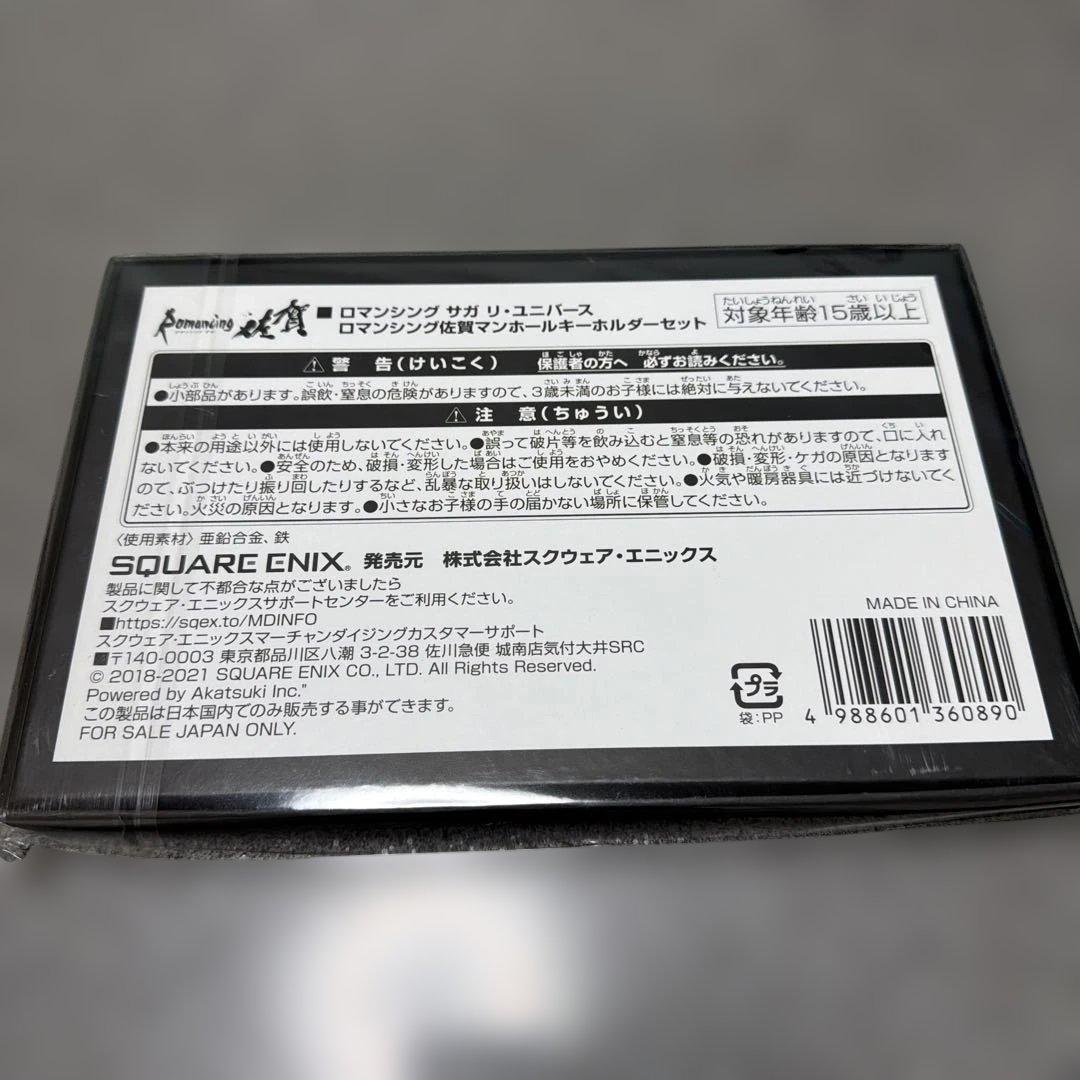 Romancing 佐賀
■ロマンシング サガ リ・ユニバース
ロマンシング佐賀マンホールキーホルダーセット
対象年齢15歳以上
⚠ 警 告(けいこく) 保護者の方へ 必ずお読みください。
●小部品があります。誤飲・窒息の危険がありますので、3歳未満のお子様には絶対に与えないでください。
⚠ 注 意(ちゅうい)
●本来の用途以外には使用しないでください。●誤って破片等を飲み込むと窒息等の恐れがありますので、口に入れ
ないでください。●安全のため、破損・変形した場合はご使用をおやめください。●破損・変形・ケガの原因となります
ので、ぶつけたり振り回したりするなど、乱暴な取り扱いはしないでください。●火気や暖房器具には近づけないでく
ださい。火災の原因となります。●小さなお子様の手の届かない場所に保管してください。
〈使用素材〉亜鉛合金、鉄
SQUARE ENIX® 発売元 株式会社スクウェア・エニックス
製品に関して不都合な点がございましたら
スクウェア・エニックスサポートセンターをご利用ください。
■https://sqex.to/MDINFO
スクウェア・エニックスマーチャンダイジングカスタマーサポート
■〒140-0003 東京都品川区八潮 3-2-38 佐川急便 城南店気付大井SRC
© 2018-2021 SQUARE ENIX CO., LTD. All Rights Reserved.
Powered by Akatsuki Inc."
この製品は日本国内でのみ販売する事ができます。
FOR SALE JAPAN ONLY.
プラ
袋:PP
MADE IN CHINA
4 988601 360890